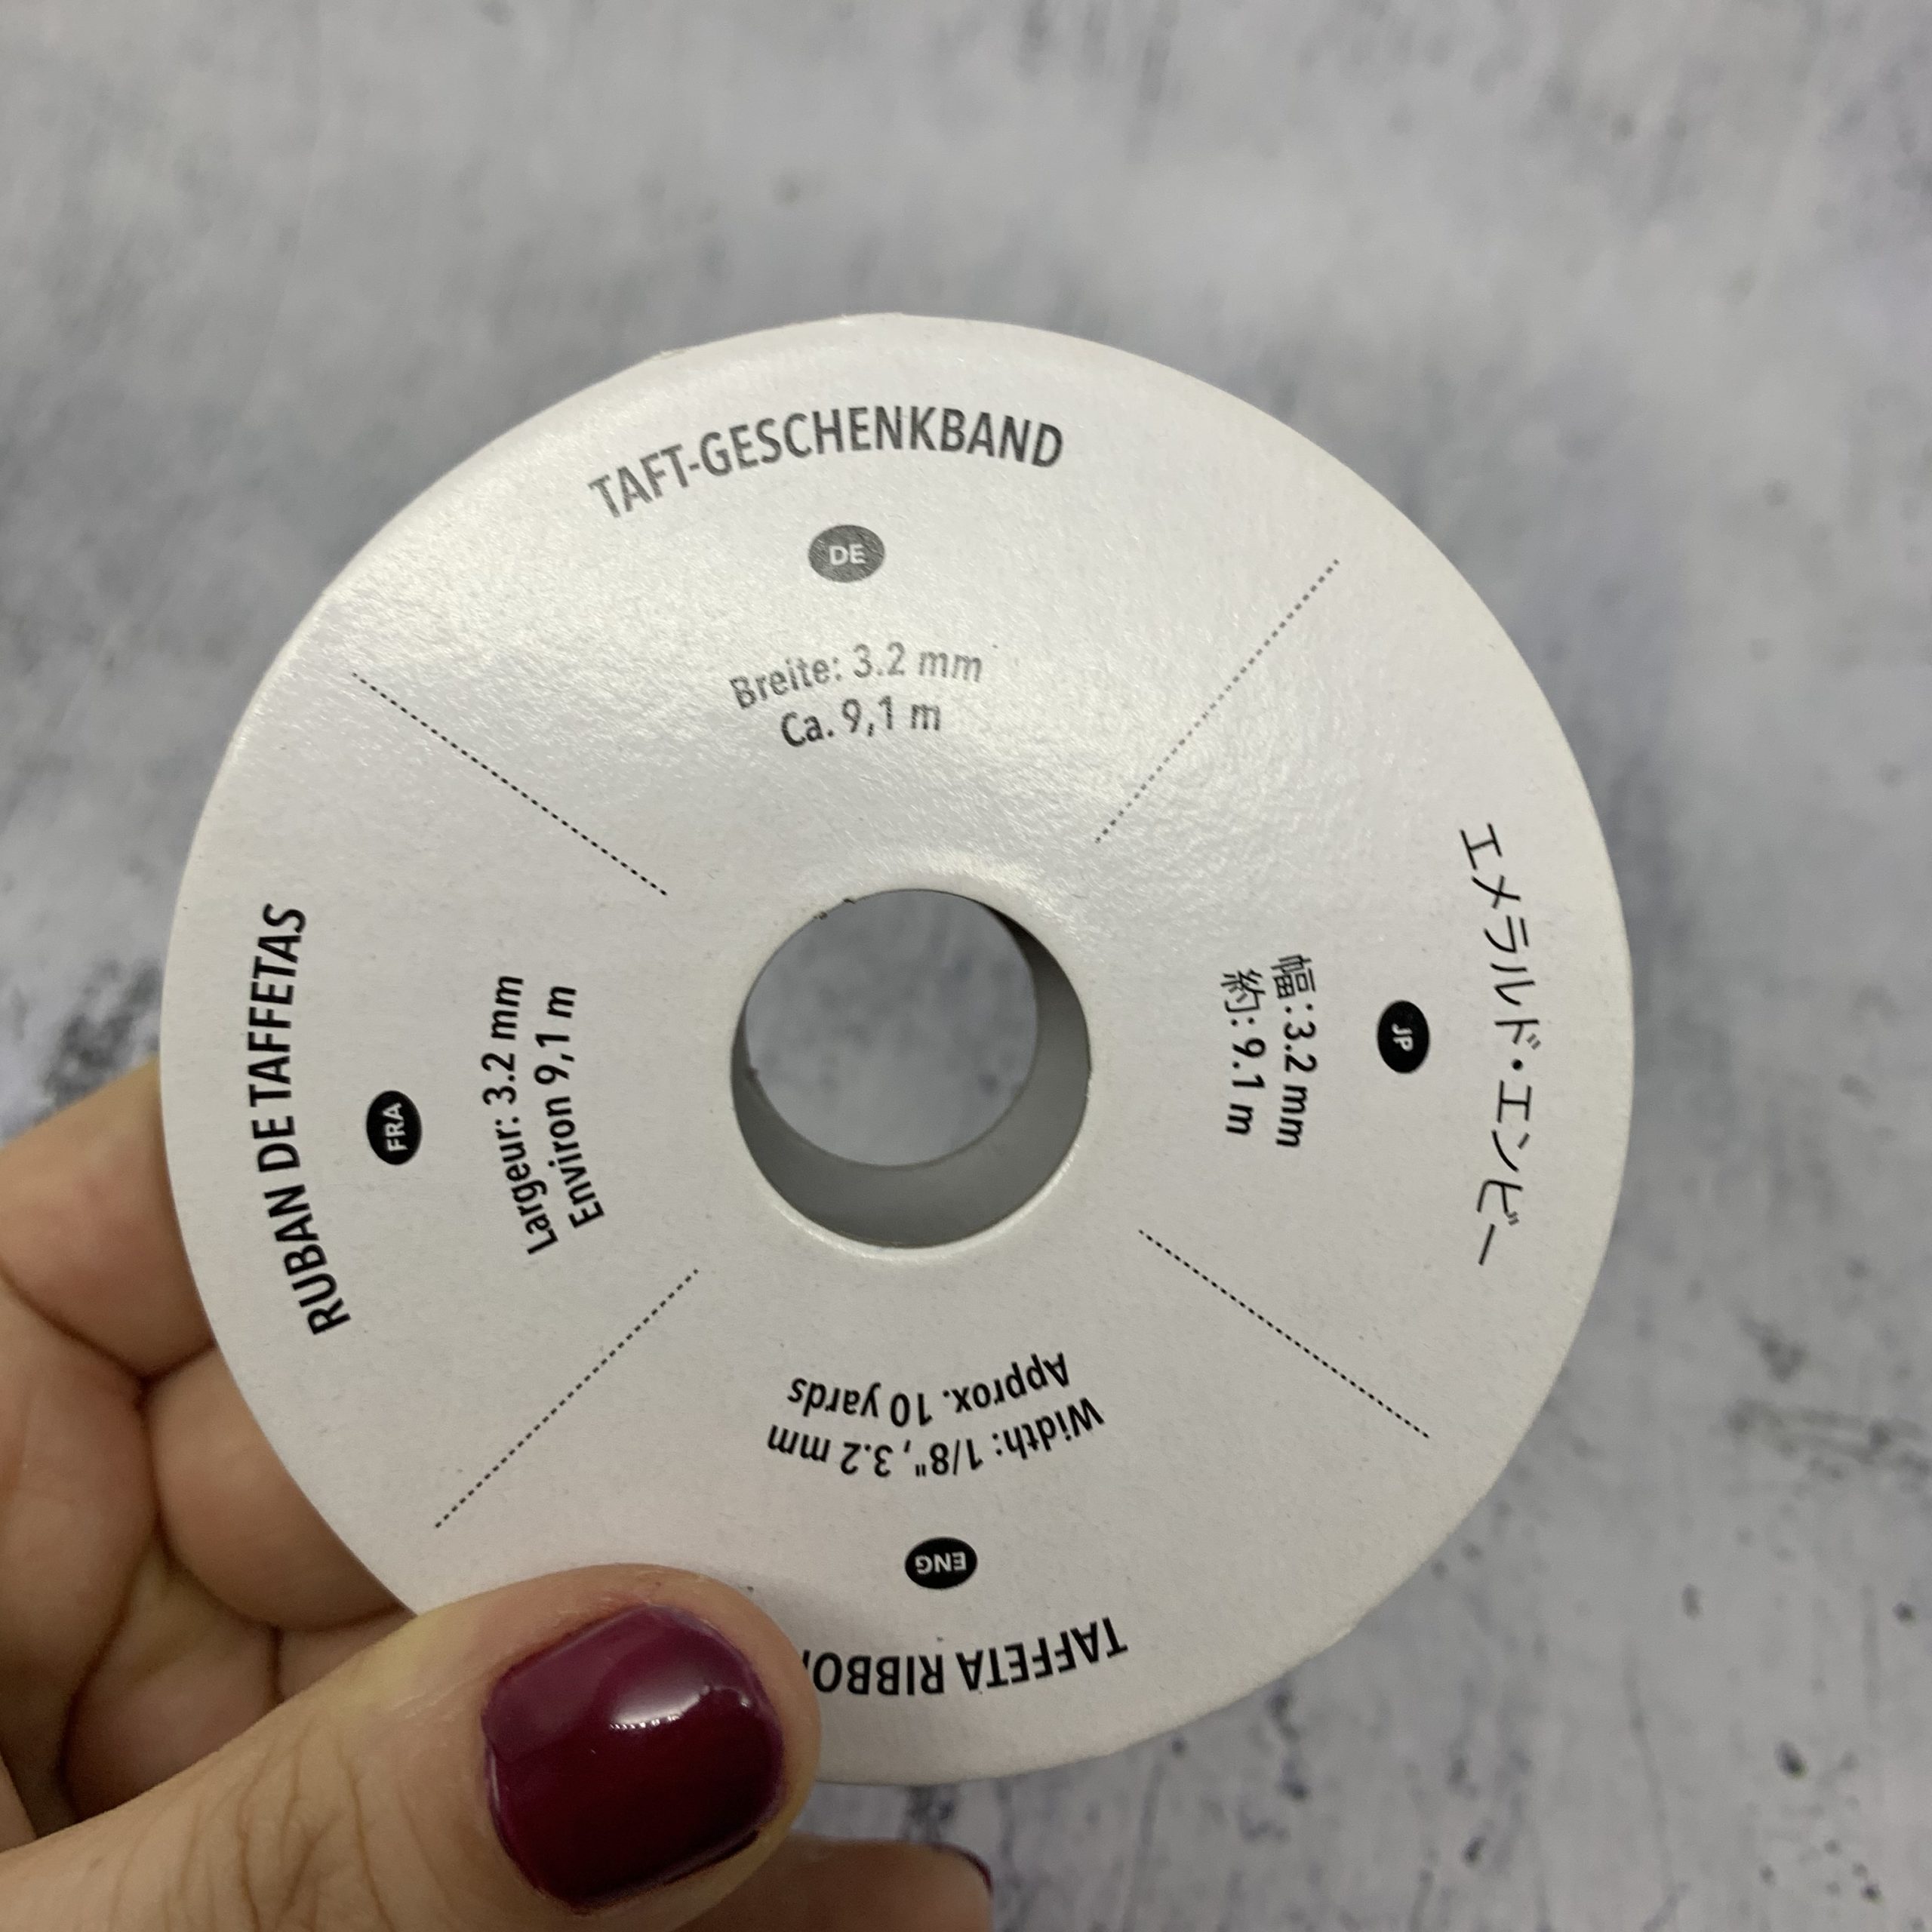 TAFT-GESCHENKBAND
DE
Breite: 3.2 mm
Ca. 9,1 m
エメラルド・エンビー
JP
幅: 3.2 mm
約: 9.1 m
TAFFETA
ENG
Width: 1/8", 3.2 mm
Approx. 10 yards
RUBAN DE TAFFETAS
FRA
Largeur: 3.2 mm
Environ 9,1 m